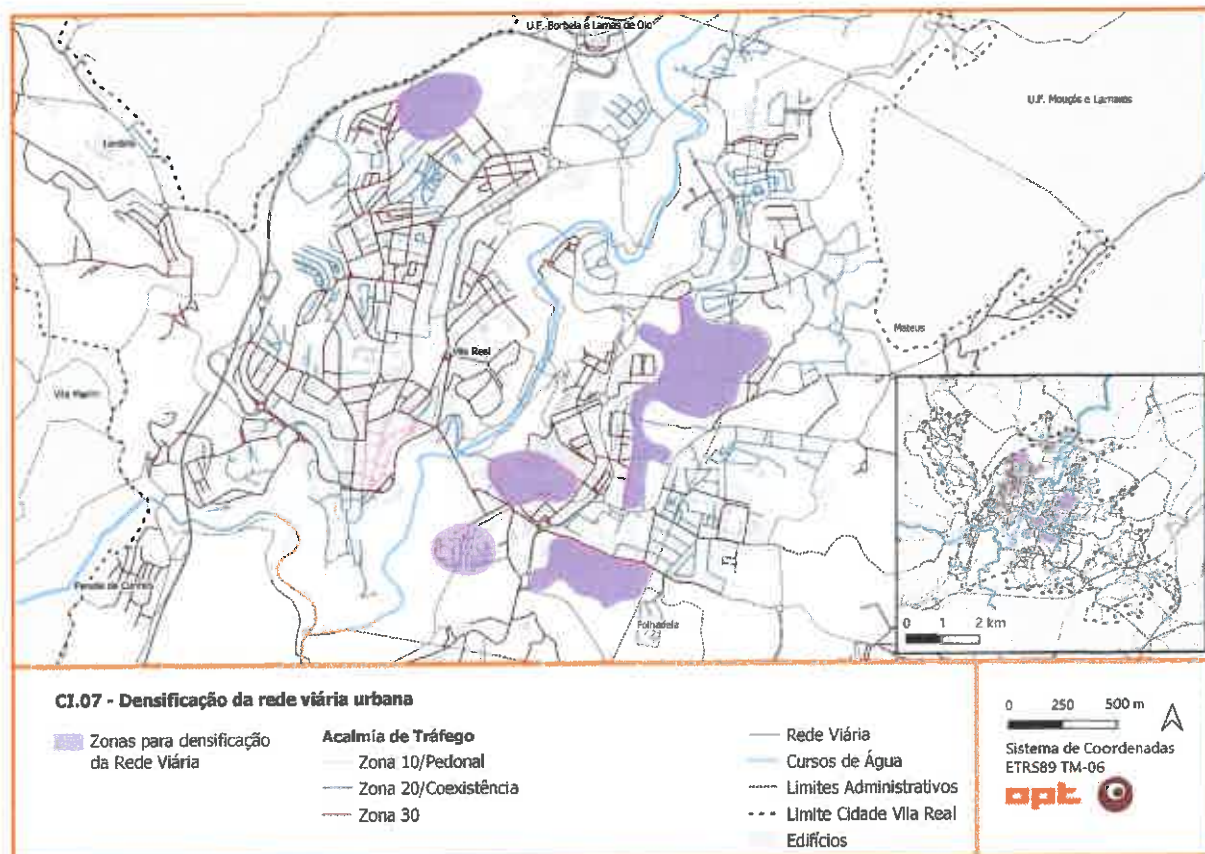 U.F. Borbela e Lamas de Olo
U.F. Mouçós e Lamares
Mateus
Vila Real
Vila Marim
Folhadela
0 1 2 km
CI.07 - Densificação da rede viária urbana
Zonas para densificação
da Rede Viária
Acalmia de Tráfego
Zona 10/Pedonal
Zona 20/Coexistência
Zona 30
Rede Viária
Cursos de Água
Limites Administrativos
Limite Cidade Vila Real
Edifícios
0 250 500 m
Sistema de Coordenadas
ETRS89 TM-06
opt